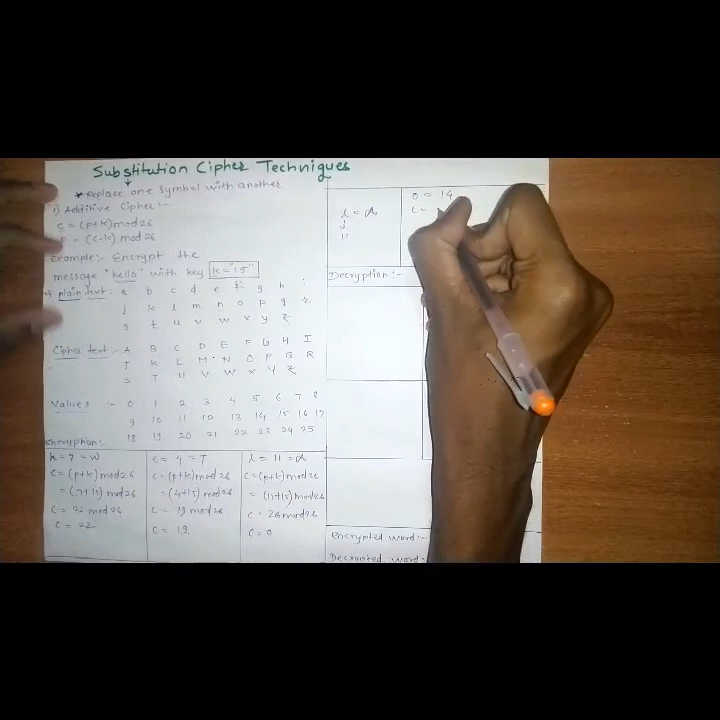 Substitution Cipher Techniques
* Replace one symbol with another
1) Additive Cipher :-
C = (p+k) mod 26
P = (c-k) mod 26
Example:- Encrypt the
message "hello" with key k = "15"
plain text: a b c d e f g h i
j k l m n o p q r
s t u v w x y z
Cipher text :- A B C D E F G H I
J K L M N O P Q R
S T U V W X Y Z
Values :- 0 1 2 3 4 5 6 7 8
9 10 11 12 13 14 15 16 17
18 19 20 21 22 23 24 25
Encryption:-
h = 7 = W
C = (p+k) mod 26
= (7+15) mod 26
C = 22 mod 26
C = 22
e = 4 = T
C = (p+k) mod 26
= (4+15) mod 26
C = 19 mod 26
C = 19
l = 11 = A
C = (p+k) mod 26
= (11+15) mod 26
C = 26 mod 26
C = 0
l = A
↓
11
o = 14
C =
Decryption:-
Encrypted word:-
Decrypted word: